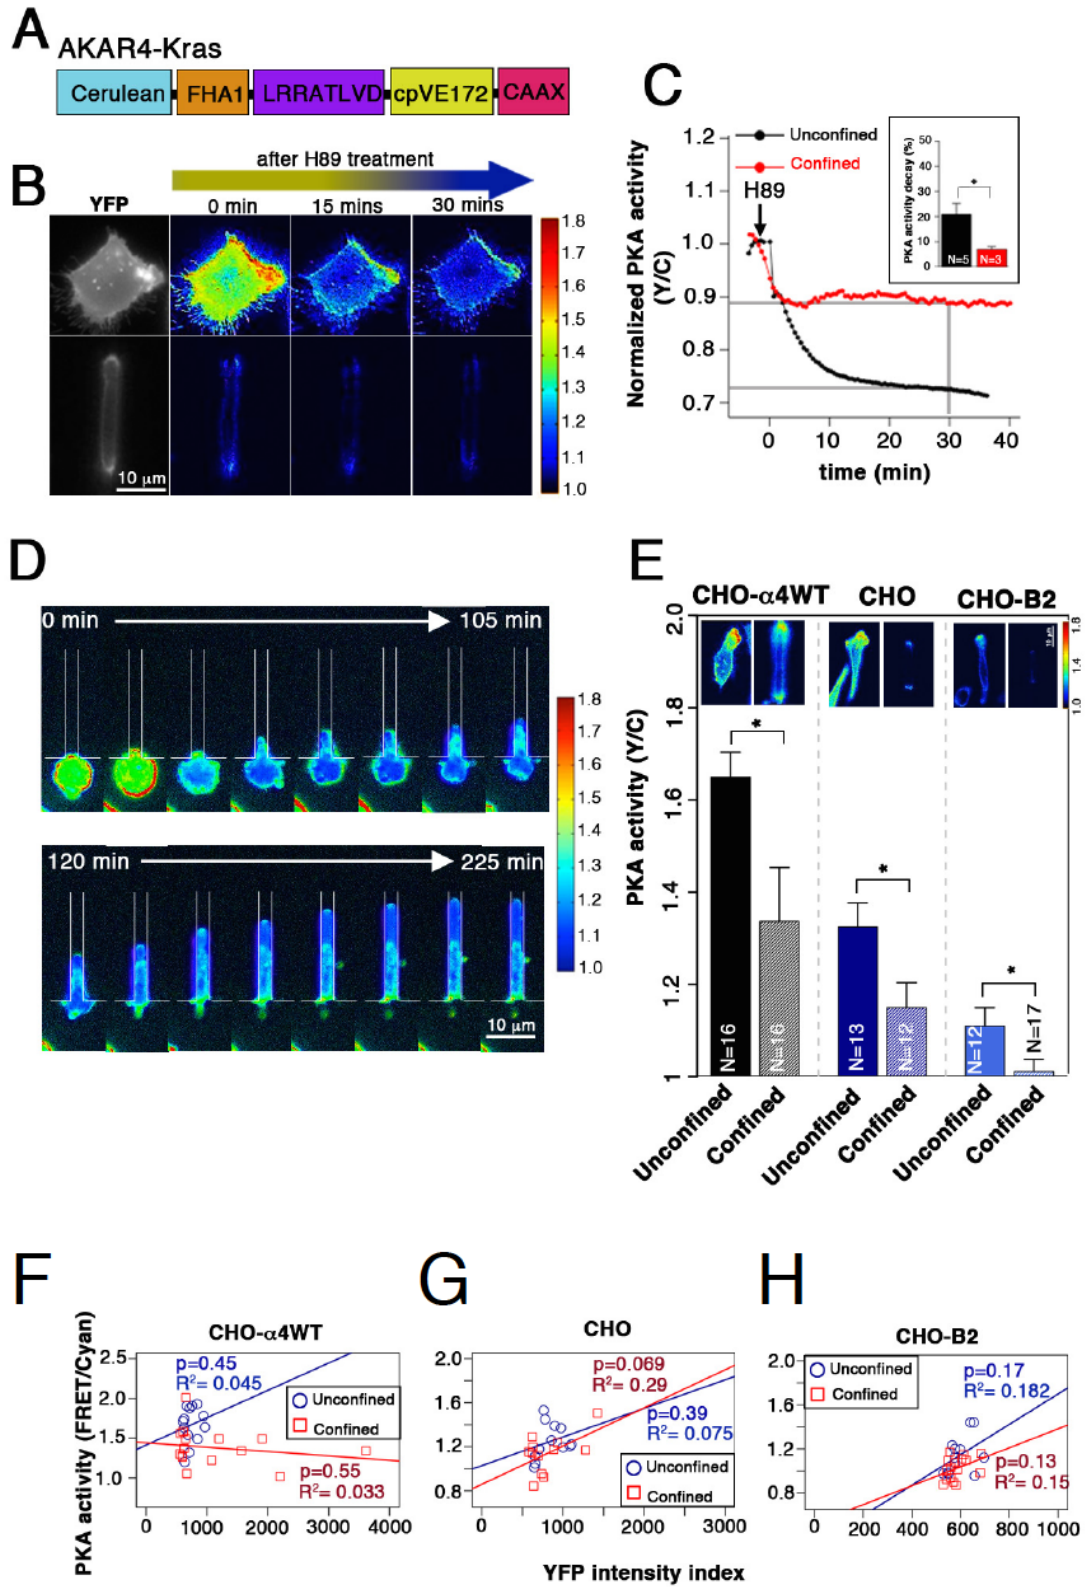 A
AKAR4-Kras
Cerulean FHA1 LRRATLVD cpVE172 CAAX
B
after H89 treatment
YFP 0 min 15 mins 30 mins
10 μm
1.8
1.7
1.6
1.5
1.4
1.3
1.2
1.1
1.0
C
Normalized PKA activity (Y/C)
1.2
1.1
1.0
0.9
0.8
0.7
Unconfined
Confined
H89
0 10 20 30 40
time (min)
PKA activity decay (%)
50
40
30
20
10
0
*
N=5 N=3
D
0 min 105 min
120 min 225 min
10 μm
1.8
1.7
1.6
1.5
1.4
1.3
1.2
1.1
1.0
E
CHO-α4WT CHO CHO-B2
PKA activity (Y/C)
2.0
1.8
1.6
1.4
1.2
1
10 μm
1.8
1.4
1.0
* * *
N=16 N=16 N=13 N=12 N=12 N=17
Unconfined Confined Unconfined Confined Unconfined Confined
F
CHO-α4WT
PKA activity (FRET/Cyan)
2.5
2.0
1.5
1.0
p=0.45
R²= 0.045
Unconfined
Confined
p=0.55
R²= 0.033
0 1000 2000 3000 4000
G
CHO
2.0
1.6
1.2
0.8
p=0.069
R²= 0.29
p=0.39
R²= 0.075
Unconfined
Confined
0 1000 2000 3000
YFP intensity index
H
CHO-B2
2.0
1.6
1.2
0.8
Unconfined
Confined
p=0.17
R²= 0.182
p=0.13
R²= 0.15
0 200 400 600 800 1000